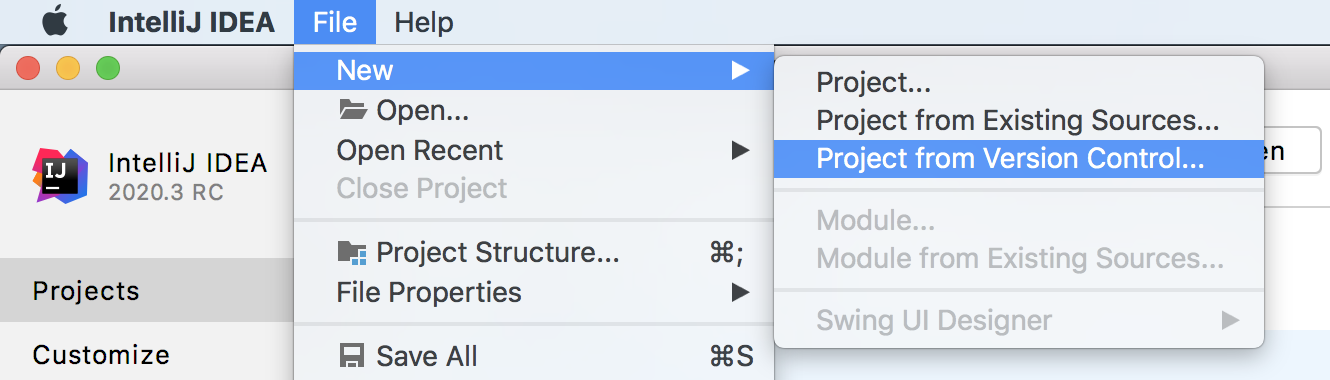 IntelliJ IDEA File Help
New
Open...
Open Recent
Close Project
Project Structure... ⌘;
File Properties
Save All ⌘S
Project...
Project from Existing Sources...
Project from Version Control...
Module...
Module from Existing Sources...
Swing UI Designer
IJ
IntelliJ IDEA
2020.3 RC
Projects
Customize
en